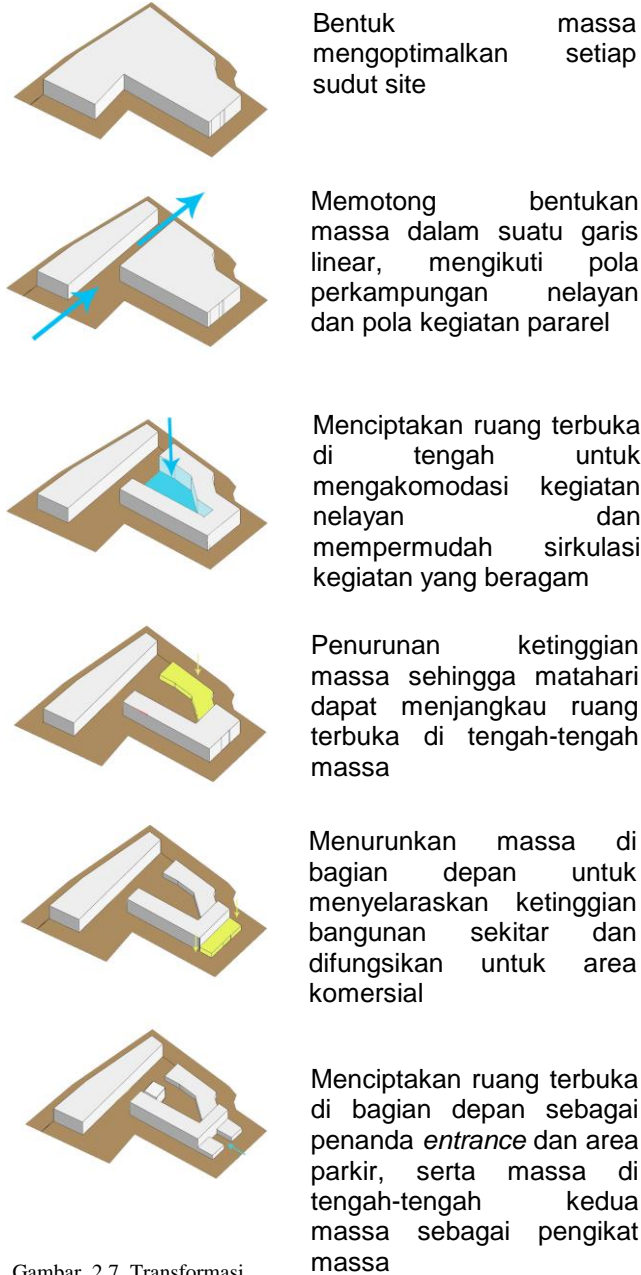 Bentuk massa
mengoptimalkan setiap
sudut site
Memotong bentukan
massa dalam suatu garis
linear, mengikuti pola
perkampungan nelayan
dan pola kegiatan pararel
Menciptakan ruang terbuka
di tengah untuk
mengakomodasi kegiatan
nelayan dan
mempermudah sirkulasi
kegiatan yang beragam
Penurunan ketinggian
massa sehingga matahari
dapat menjangkau ruang
terbuka di tengah-tengah
massa
Menurunkan massa di
bagian depan untuk
menyelaraskan ketinggian
bangunan sekitar dan
difungsikan untuk area
komersial
Menciptakan ruang terbuka
di bagian depan sebagai
penanda entrance dan area
parkir, serta massa di
tengah-tengah kedua
massa sebagai pengikat
massa
Gambar 2.7 Transformasi